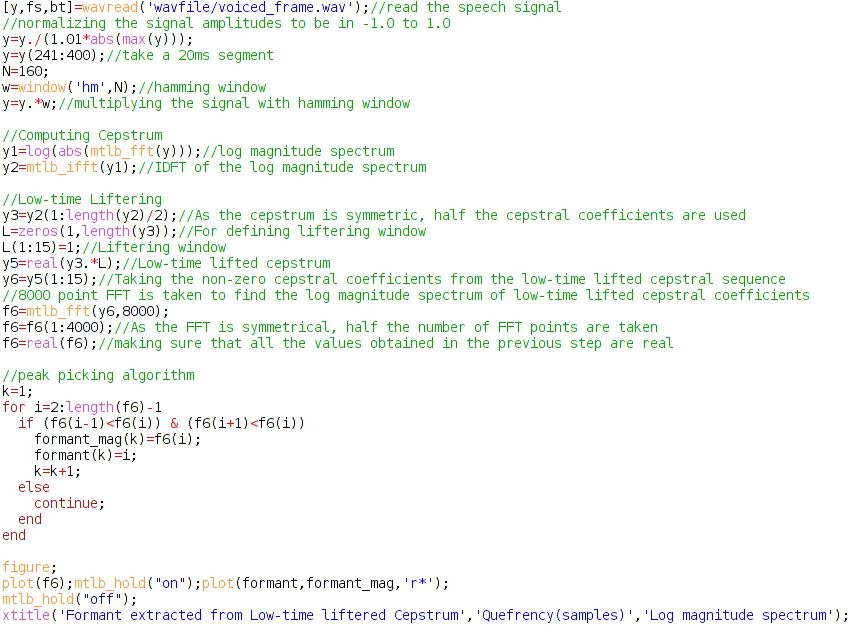 [y,fs,bt]=wavread('wavfile/voiced_frame.wav');//read the speech signal
//normalizing the signal amplitudes to be in -1.0 to 1.0
y=y./(1.01*abs(max(y)));
y=y(241:400);//take a 20ms segment
N=160;
w=window('hm',N);//hamming window
y=y.*w;//multiplying the signal with hamming window

//Computing Cepstrum
y1=log(abs(mtlb_fft(y)));//log magnitude spectrum
y2=mtlb_ifft(y1);//IDFT of the log magnitude spectrum

//Low-time Liftering
y3=y2(1:length(y2)/2);//As the cepstrum is symmetric, half the cepstral coefficients are used
L=zeros(1,length(y3));//For defining liftering window
L(1:15)=1;//Liftering window
y5=real(y3.*L);//Low-time lifted cepstrum
y6=y5(1:15);//Taking the non-zero cepstral coefficients from the low-time lifted cepstral sequence
//8000 point FFT is taken to find the log magnitude spectrum of low-time lifted cepstral coefficients
f6=mtlb_fft(y6,8000);
f6=f6(1:4000);//As the FFT is symmetrical, half the number of FFT points are taken
f6=real(f6);//making sure that all the values obtained in the previous step are real

//peak picking algorithm
k=1;
for i=2:length(f6)-1
  if (f6(i-1)<f6(i)) & (f6(i+1)<f6(i))
    formant_mag(k)=f6(i);
    formant(k)=i;
    k=k+1;
  else
    continue;
  end
end

figure;
plot(f6);mtlb_hold("on");plot(formant,formant_mag,'r*');
mtlb_hold("off");
xtitle('Formant extracted from Low-time liftered Cepstrum','Quefrency(samples)','Log magnitude spectrum');